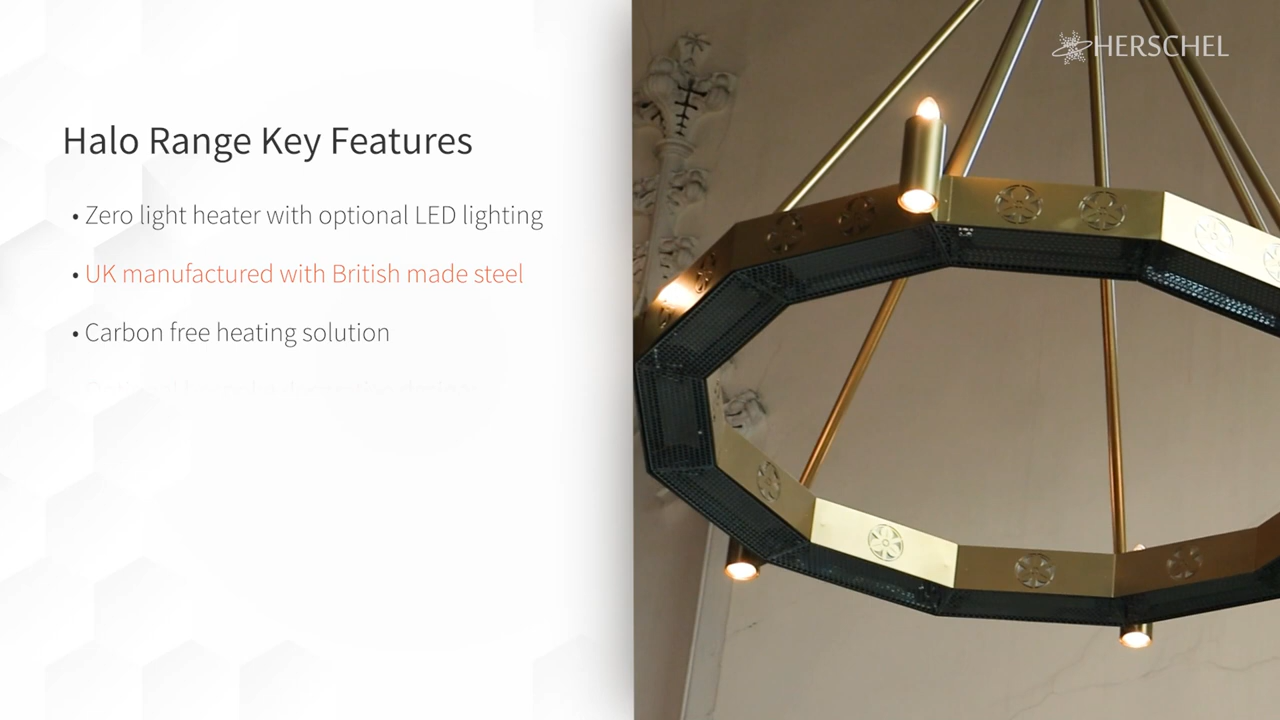 HERSCHEL
Halo Range Key Features
• Zero light heater with optional LED lighting
• UK manufactured with British made steel
• Carbon free heating solution